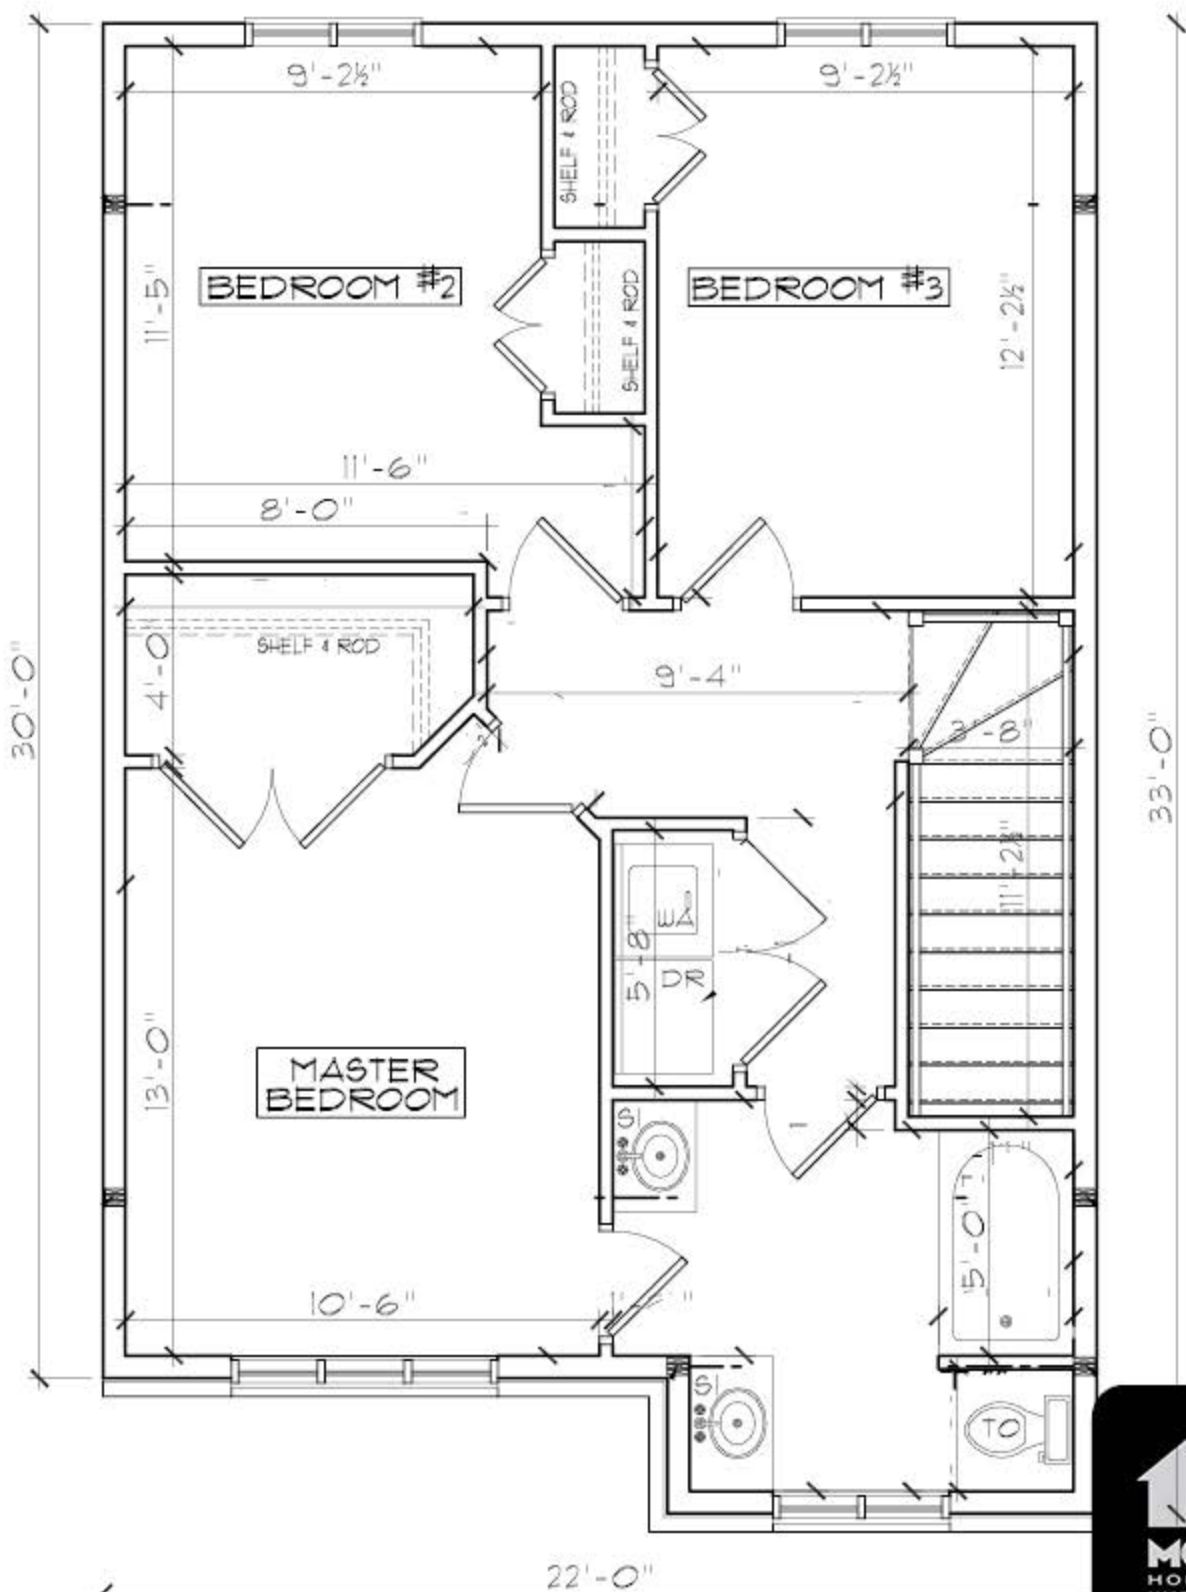 9'-2½"
9'-2½"
SHELF & ROD
BEDROOM #2
BEDROOM #3
11'-5"
SHELF & ROD
12'-2½"
11'-6"
8'-0"
SHELF & ROD
4'-0"
9'-4"
30'-0"
3'-8"
33'-0"
WA
11'-2½"
5'-8"
DR
MASTER
BEDROOM
13'-0"
SI
5'-0"
10'-6"
SI
TO
22'-0"